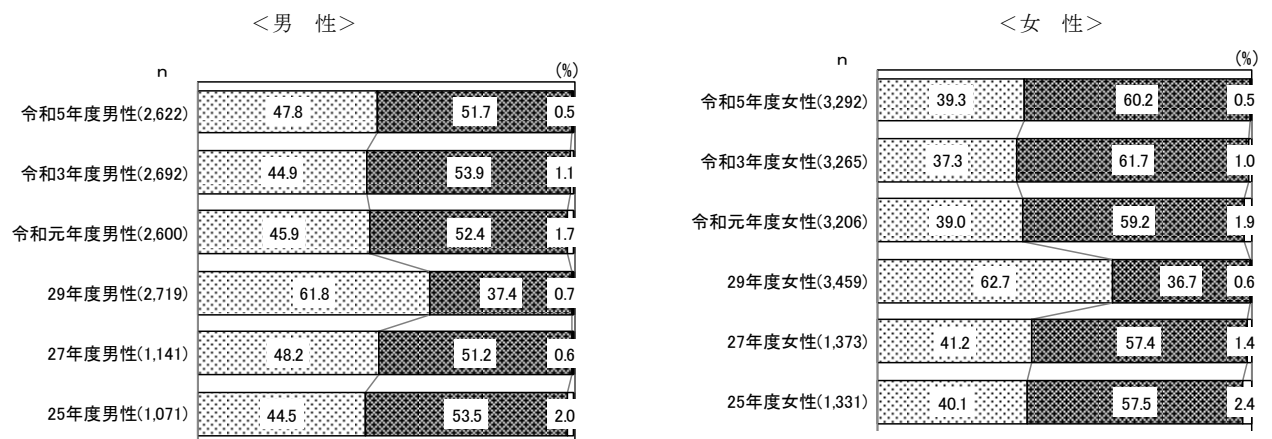 ＜男　性＞
n
(%)
令和5年度男性(2,622) 47.8 51.7 0.5
令和3年度男性(2,692) 44.9 53.9 1.1
令和元年度男性(2,600) 45.9 52.4 1.7
29年度男性(2,719) 61.8 37.4 0.7
27年度男性(1,141) 48.2 51.2 0.6
25年度男性(1,071) 44.5 53.5 2.0
＜女　性＞
n
(%)
令和5年度女性(3,292) 39.3 60.2 0.5
令和3年度女性(3,265) 37.3 61.7 1.0
令和元年度女性(3,206) 39.0 59.2 1.9
29年度女性(3,459) 62.7 36.7 0.6
27年度女性(1,373) 41.2 57.4 1.4
25年度女性(1,331) 40.1 57.5 2.4